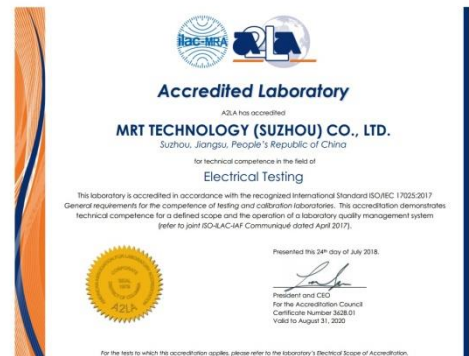 ilac-MRA
A2LA
Accredited Laboratory
A2LA has accredited
MRT TECHNOLOGY (SUZHOU) CO., LTD.
Suzhou, Jiangsu, People's Republic of China
for technical competence in the field of
Electrical Testing
This laboratory is accredited in accordance with the recognized International Standard ISO/IEC 17025:2017
General requirements for the competence of testing and calibration laboratories. This accreditation demonstrates
technical competence for a defined scope and the operation of a laboratory quality management system
(refer to joint ISO-ILAC-IAF Communiqué dated April 2017).
Presented this 24th day of July 2018.
President and CEO
For the Accreditation Council
Certificate Number 3628.01
Valid to August 31, 2020
CORPORATE
SEAL
1978
A2LA
For the tests to which this accreditation applies, please refer to the laboratory's Electrical Scope of Accreditation.